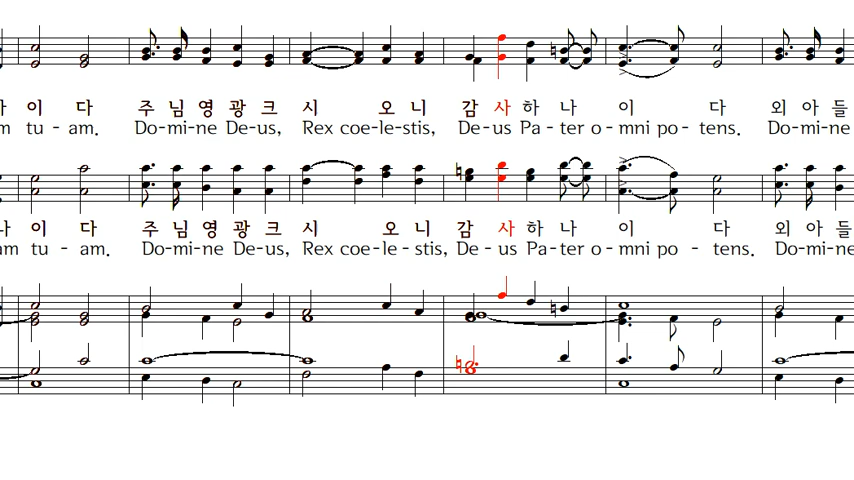 이 다 주 님 영 광 크 시 오 니 감 사 하 나 이 다 외 아 들
m tu - am. Do-mi-ne De-us, Rex coe-le-stis, De-us Pa-ter o-mni po-tens. Do-mi-ne
나 이 다 주 님 영 광 크 시 오 니 감 사 하 나 이 다 외 아 들
am tu - am. Do-mi-ne De-us, Rex coe-le-stis, De-us Pa-ter o-mni po-tens. Do-mi-ne